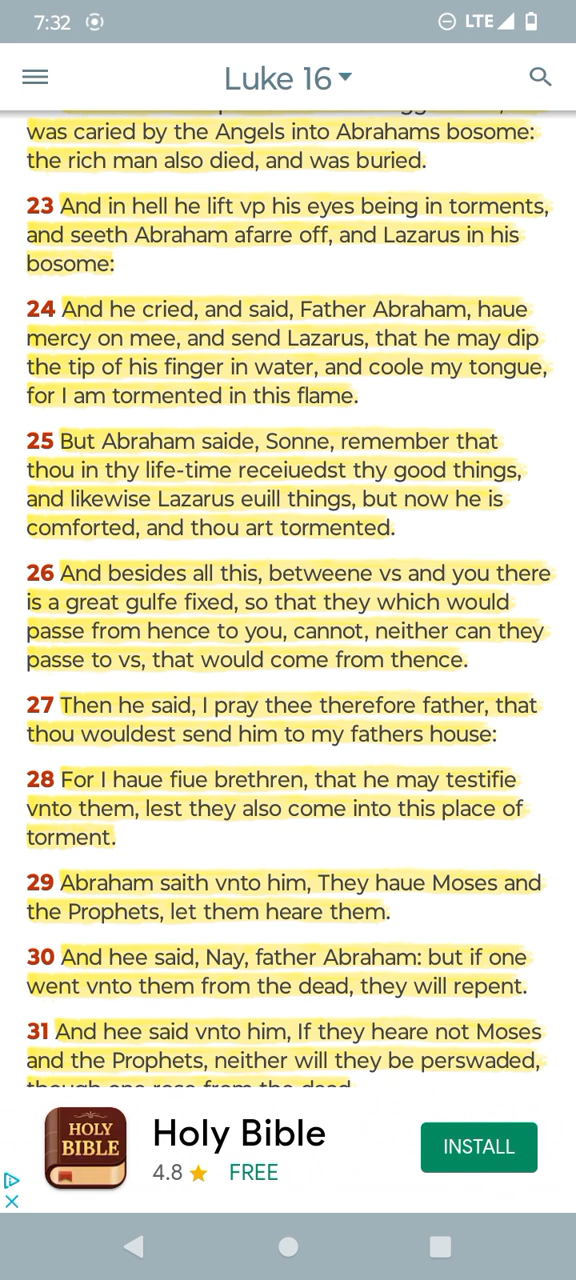 7:32 LTE
Luke 16
was caried by the Angels into Abrahams bosome:
the rich man also died, and was buried.
23 And in hell he lift vp his eyes being in torments,
and seeth Abraham afarre off, and Lazarus in his
bosome:
24 And he cried, and said, Father Abraham, haue
mercy on mee, and send Lazarus, that he may dip
the tip of his finger in water, and coole my tongue,
for I am tormented in this flame.
25 But Abraham saide, Sonne, remember that
thou in thy life-time receiuedst thy good things,
and likewise Lazarus euill things, but now he is
comforted, and thou art tormented.
26 And besides all this, betweene vs and you there
is a great gulfe fixed, so that they which would
passe from hence to you, cannot, neither can they
passe to vs, that would come from thence.
27 Then he said, I pray thee therefore father, that
thou wouldest send him to my fathers house:
28 For I haue fiue brethren, that he may testifie
vnto them, lest they also come into this place of
torment.
29 Abraham saith vnto him, They haue Moses and
the Prophets, let them heare them.
30 And hee said, Nay, father Abraham: but if one
went vnto them from the dead, they will repent.
31 And hee said vnto him, If they heare not Moses
and the Prophets, neither will they be perswaded,
though one rose from the dead.
HOLY
BIBLE
Holy Bible
4.8 FREE
INSTALL